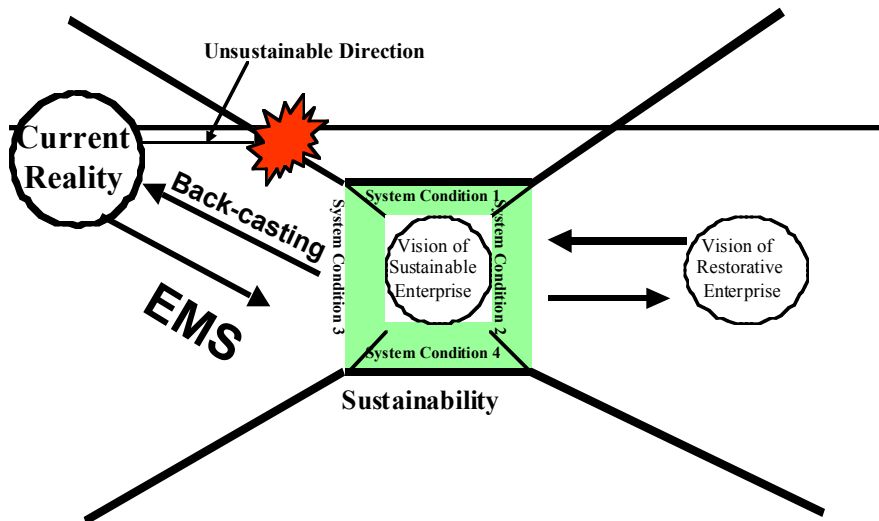 Unsustainable Direction
Current
Reality
Back-casting
EMS
System Condition 1
System Condition 3
Vision of
Sustainable
Enterprise
System Condition 2
System Condition 4
Sustainability
Vision of
Restorative
Enterprise